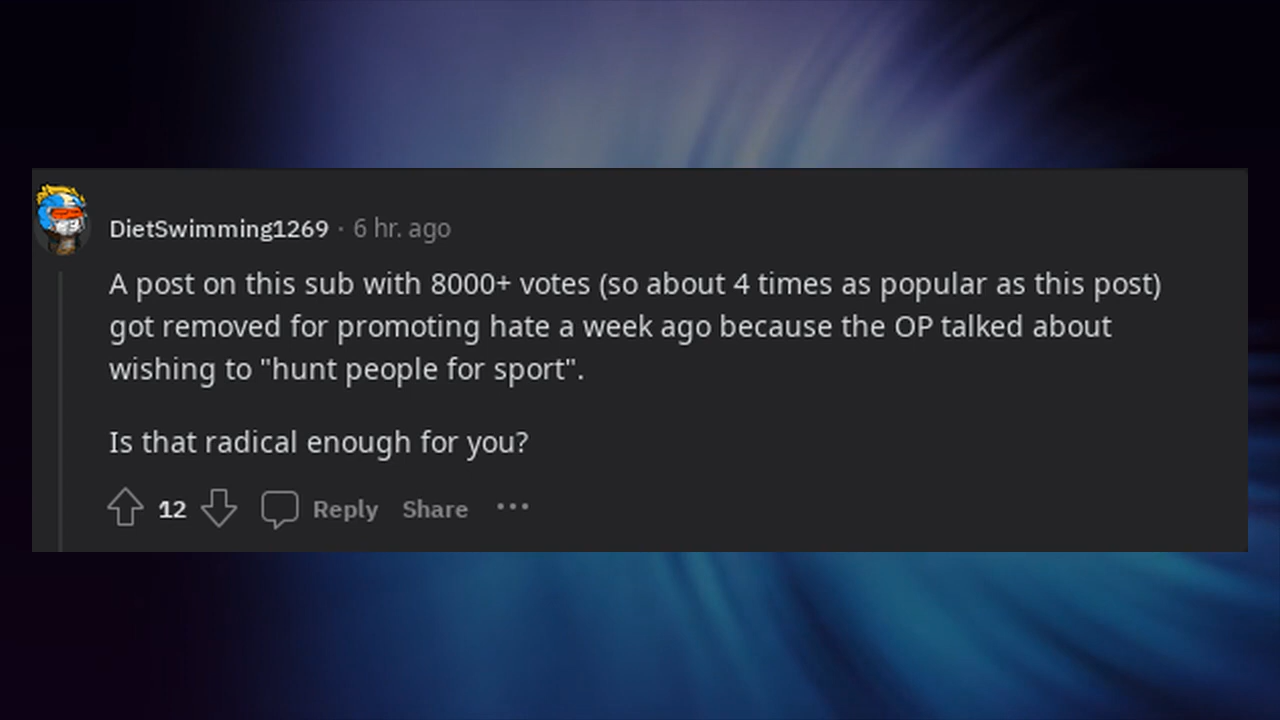 DietSwimming1269 · 6 hr. ago
A post on this sub with 8000+ votes (so about 4 times as popular as this post)
got removed for promoting hate a week ago because the OP talked about
wishing to "hunt people for sport".
Is that radical enough for you?
12 Reply Share ···